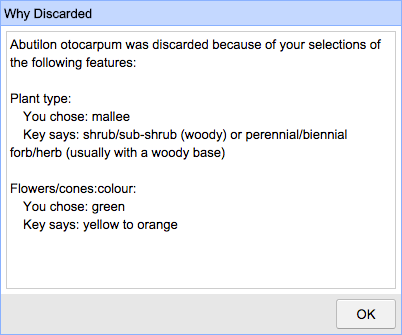 Why Discarded
Abutilon otocarpum was discarded because of your selections of
the following features:
Plant type:
You chose: mallee
Key says: shrub/sub-shrub (woody) or perennial/biennial
forb/herb (usually with a woody base)
Flowers/cones:colour:
You chose: green
Key says: yellow to orange
OK